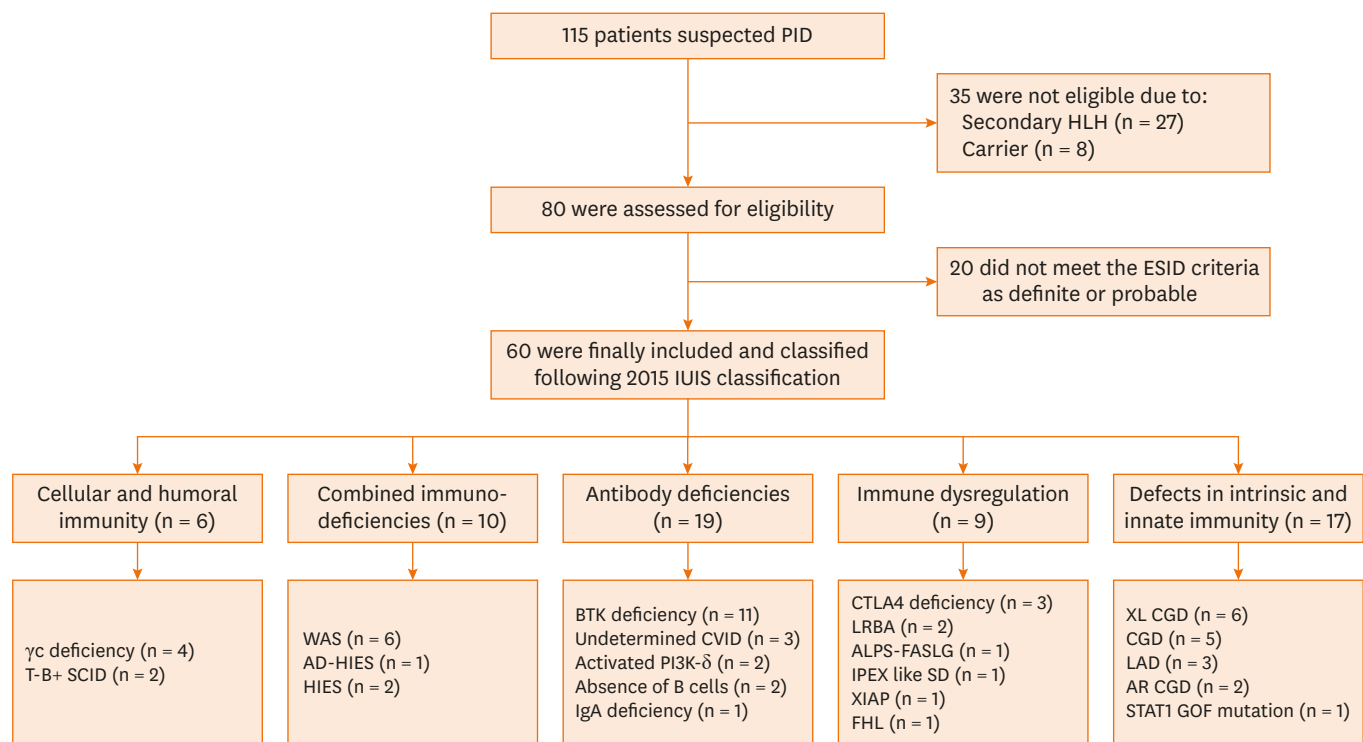 115 patients suspected PID
35 were not eligible due to:
Secondary HLH (n = 27)
Carrier (n = 8)
80 were assessed for eligibility
20 did not meet the ESID criteria
as definite or probable
60 were finally included and classified
following 2015 IUIS classification
Cellular and humoral
immunity (n = 6)
Combined immuno-
deficiencies (n = 10)
Antibody deficiencies
(n = 19)
Immune dysregulation
(n = 9)
Defects in intrinsic and
innate immunity (n = 17)
γc deficiency (n = 4)
T-B+ SCID (n = 2)
WAS (n = 6)
AD-HIES (n = 1)
HIES (n = 2)
BTK deficiency (n = 11)
Undetermined CVID (n = 3)
Activated PI3K-δ (n = 2)
Absence of B cells (n = 2)
IgA deficiency (n = 1)
CTLA4 deficiency (n = 3)
LRBA (n = 2)
ALPS-FASLG (n = 1)
IPEX like SD (n = 1)
XIAP (n = 1)
FHL (n = 1)
XL CGD (n = 6)
CGD (n = 5)
LAD (n = 3)
AR CGD (n = 2)
STAT1 GOF mutation (n = 1)